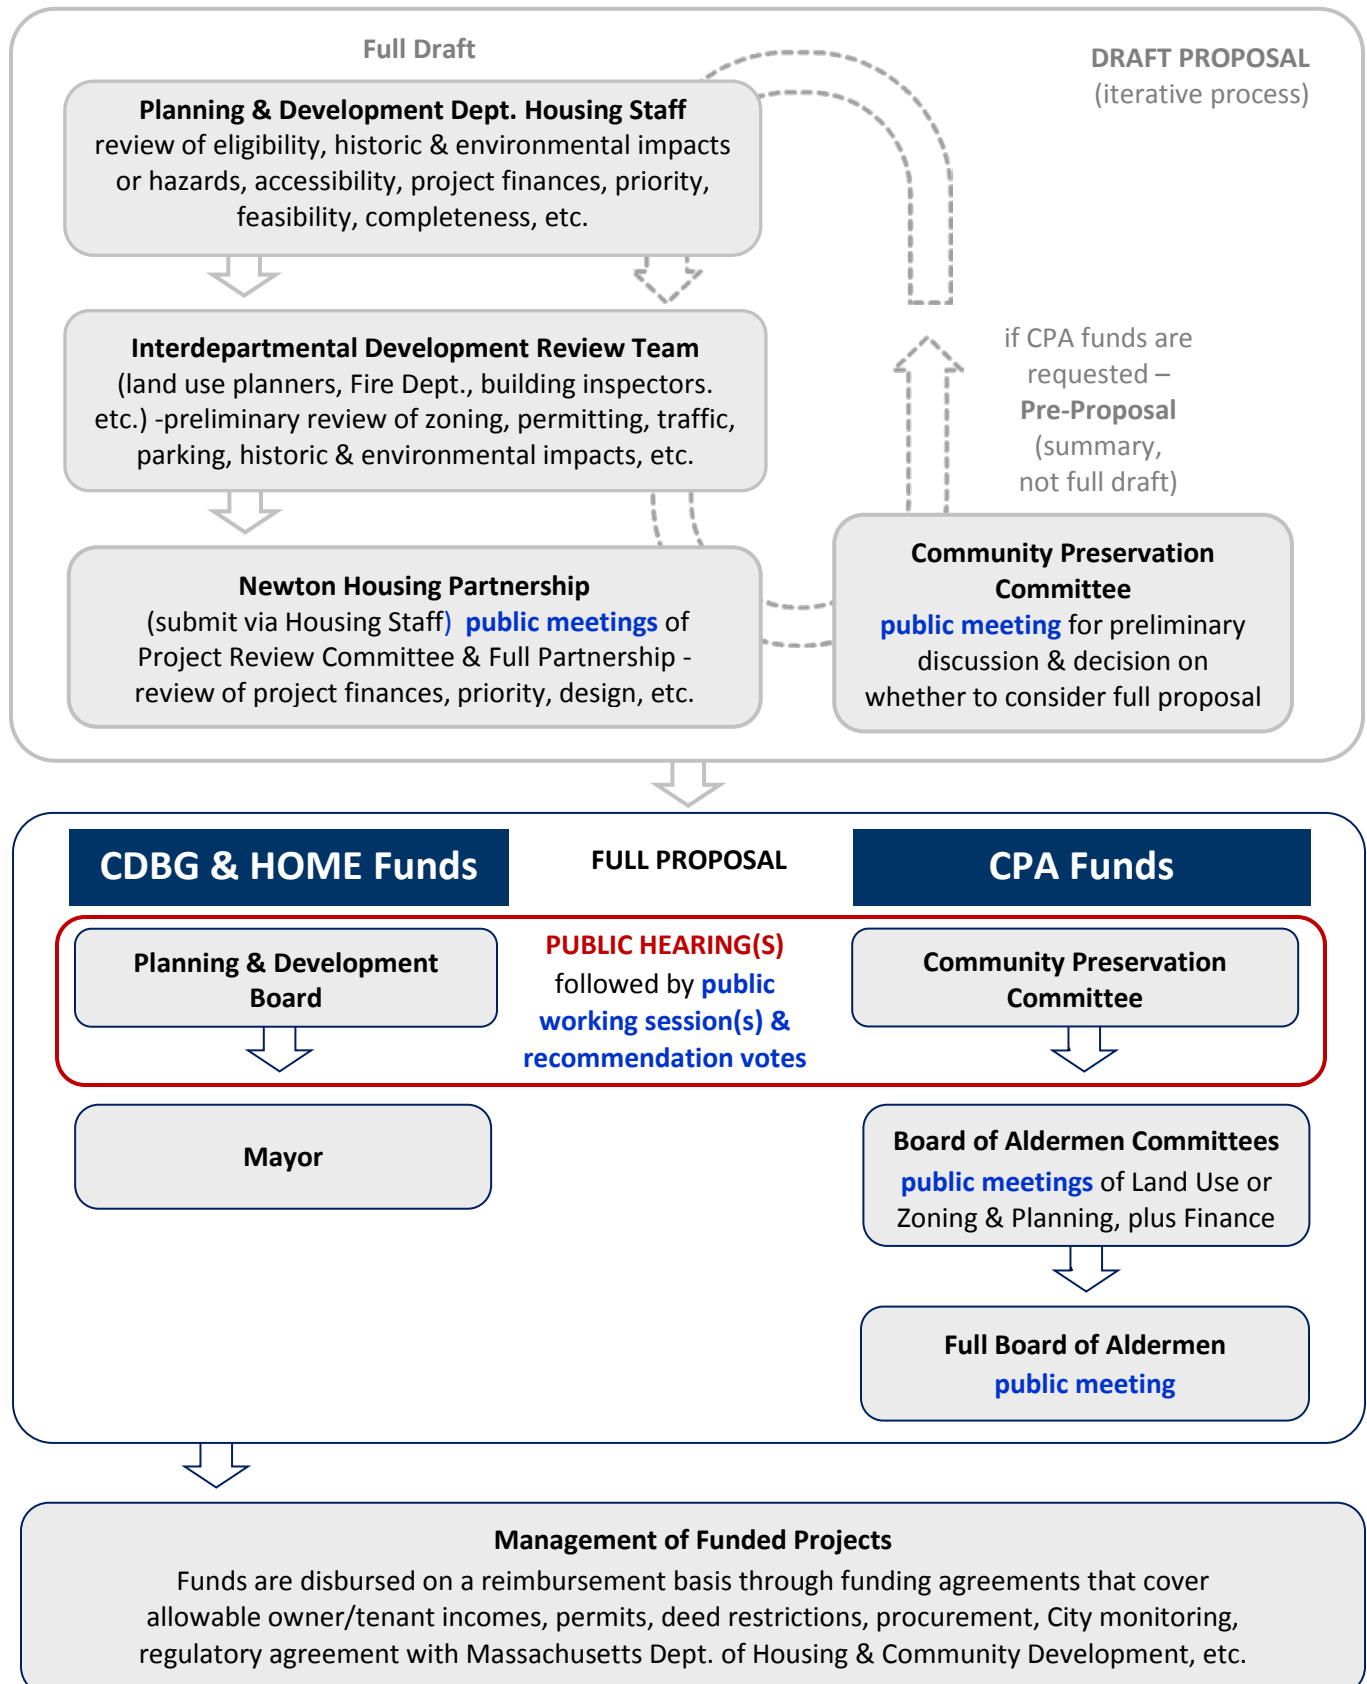 Full Draft
DRAFT PROPOSAL
(iterative process)
Planning & Development Dept. Housing Staff
review of eligibility, historic & environmental impacts
or hazards, accessibility, project finances, priority,
feasibility, completeness, etc.
Interdepartmental Development Review Team
(land use planners, Fire Dept., building inspectors.
etc.) -preliminary review of zoning, permitting, traffic,
parking, historic & environmental impacts, etc.
if CPA funds are
requested –
Pre-Proposal
(summary,
not full draft)
Newton Housing Partnership
(submit via Housing Staff) public meetings of
Project Review Committee & Full Partnership -
review of project finances, priority, design, etc.
Community Preservation
Committee
public meeting for preliminary
discussion & decision on
whether to consider full proposal
CDBG & HOME Funds
FULL PROPOSAL
CPA Funds
Planning & Development
Board
PUBLIC HEARING(S)
followed by public
working session(s) &
recommendation votes
Community Preservation
Committee
Mayor
Board of Aldermen Committees
public meetings of Land Use or
Zoning & Planning, plus Finance
Full Board of Aldermen
public meeting
Management of Funded Projects
Funds are disbursed on a reimbursement basis through funding agreements that cover
allowable owner/tenant incomes, permits, deed restrictions, procurement, City monitoring,
regulatory agreement with Massachusetts Dept. of Housing & Community Development, etc.